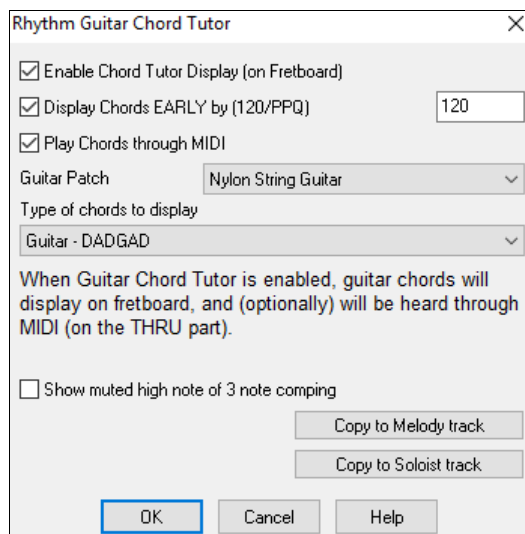 Rhythm Guitar Chord Tutor
Enable Chord Tutor Display (on Fretboard)
Display Chords EARLY by (120/PPQ) 120
Play Chords through MIDI
Guitar Patch Nylon String Guitar
Type of chords to display
Guitar - DADGAD
When Guitar Chord Tutor is enabled, guitar chords will
display on fretboard, and (optionally) will be heard through
MIDI (on the THRU part).
Show muted high note of 3 note comping
Copy to Melody track
Copy to Soloist track
OK Cancel Help